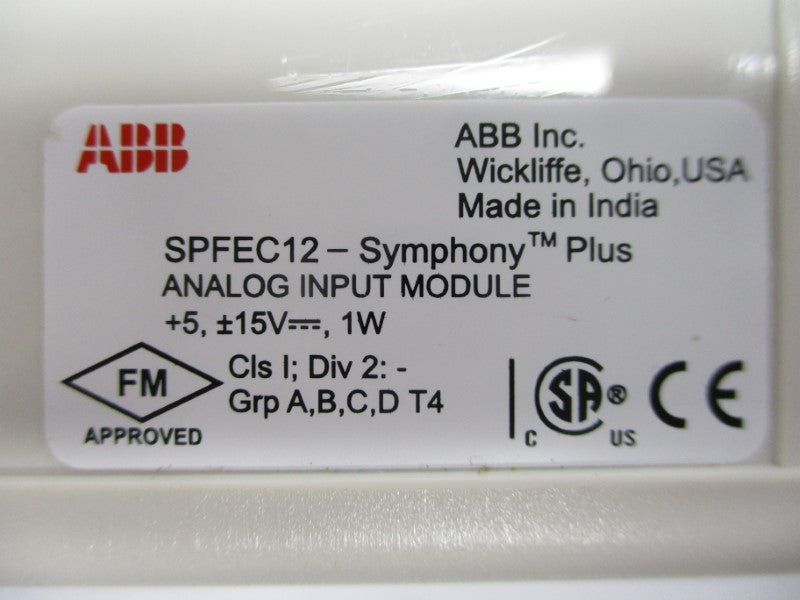 ABB
ABB Inc.
Wickliffe, Ohio,USA
Made in India
SPFEC12 – Symphony™ Plus
ANALOG INPUT MODULE
+5, ±15V⎓, 1W
FM
APPROVED
Cls I; Div 2: -
Grp A,B,C,D T4
C SA ® US
CE